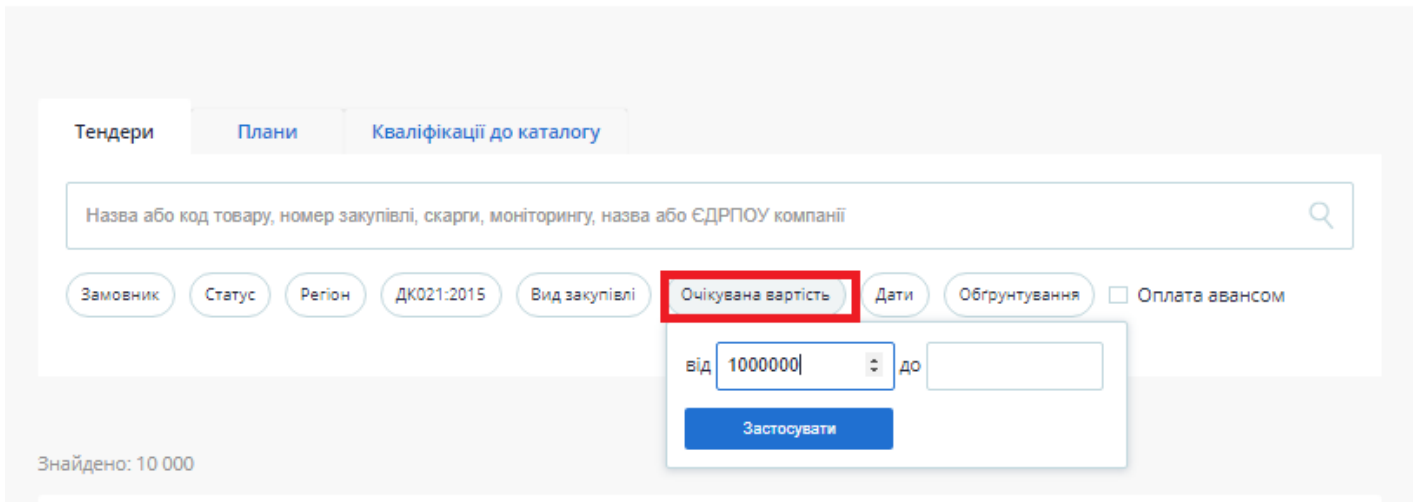 Тендери Плани Кваліфікації до каталогу
Назва або код товару, номер закупівлі, скарги, моніторингу, назва або ЄДРПОУ компанії
Замовник Статус Регіон ДК021:2015 Вид закупівлі Очікувана вартість Дати Обґрунтування Оплата авансом
від 1000000 до
Застосувати
Знайдено: 10 000